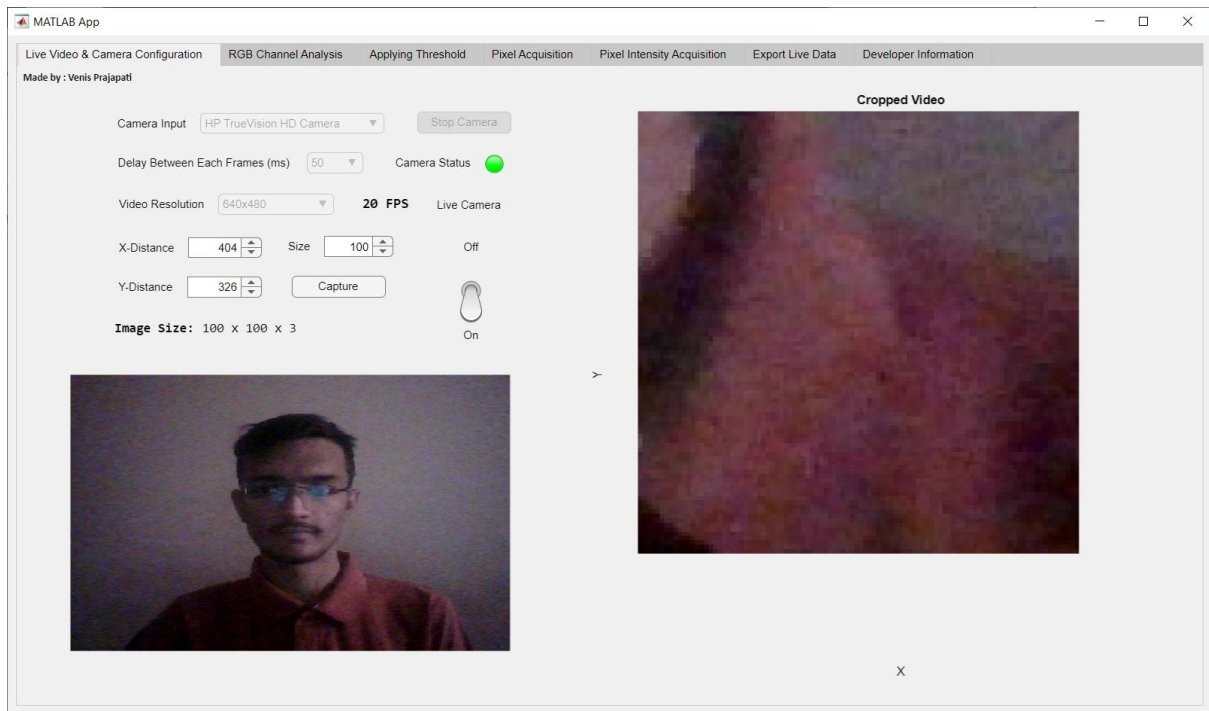 MATLAB App
Live Video & Camera Configuration RGB Channel Analysis Applying Threshold Pixel Acquisition Pixel Intensity Acquisition Export Live Data Developer Information
Made by : Venis Prajapati
Cropped Video
Camera Input HP TrueVision HD Camera Stop Camera
Delay Between Each Frames (ms) 50 Camera Status
Video Resolution 640x480 20 FPS Live Camera
X-Distance 404 Size 100 Off
Y-Distance 326 Capture
Image Size: 100 x 100 x 3
On
Y
X